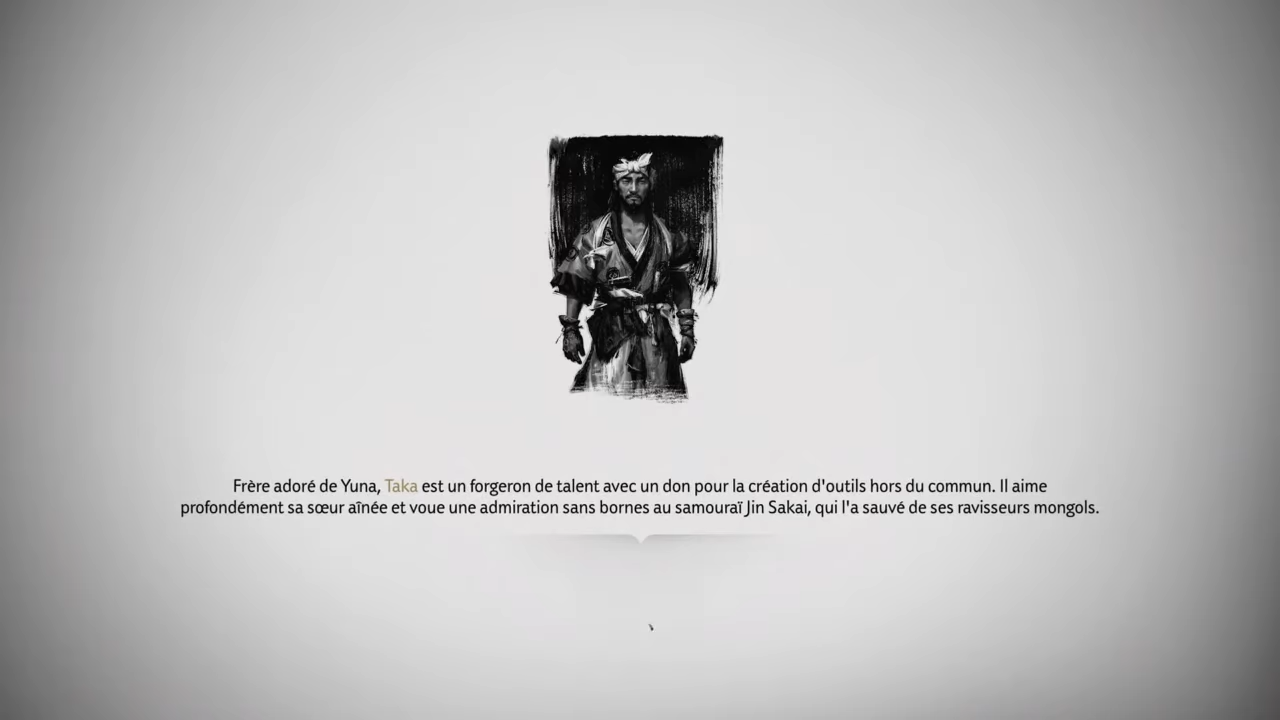 Frère adoré de Yuna, Taka est un forgeron de talent avec un don pour la création d'outils hors du commun. Il aime
profondément sa sœur aînée et voue une admiration sans bornes au samouraï Jin Sakai, qui l'a sauvé de ses ravisseurs mongols.